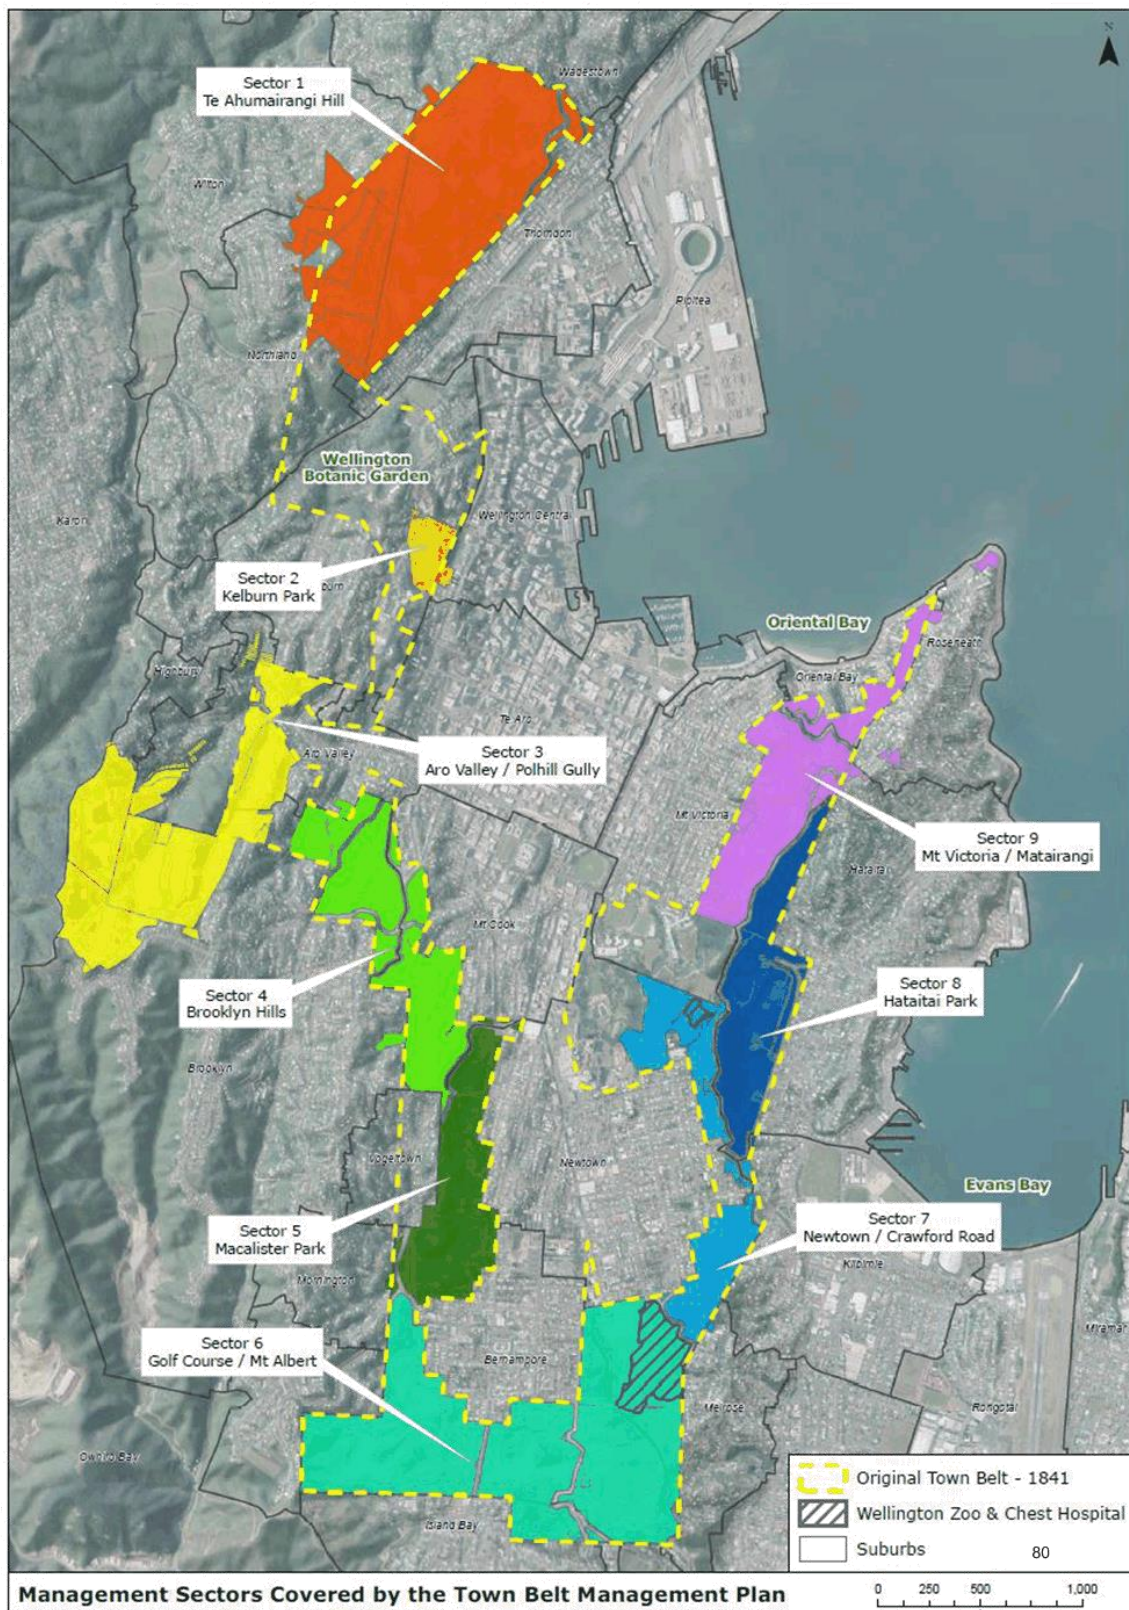 N
Wadestown
Sector 1
Te Ahumairangi Hill
Wilton
Thorndon
Pipitea
Northland
Wellington
Botanic Garden
Karori
Wellington Central
Sector 2
Kelburn Park
burn
Oriental Bay
Roseneath
Highbury
Oriental Bay
Te Aro
Aro Valley
Sector 3
Aro Valley / Polhill Gully
Mt Victoria
Sector 9
Mt Victoria / Matairangi
Hataitai
Mt Cook
Sector 4
Brooklyn Hills
Sector 8
Hataitai Park
Brooklyn
Vogeltown
Newtown
Evans Bay
Sector 5
Macalister Park
Sector 7
Newtown / Crawford Road
Kilbirnie
Mornington
Miramar
Sector 6
Golf Course / Mt Albert
Berhampore
Melrose
Rongotai
Owhiro Bay
Island Bay
Original Town Belt - 1841
Wellington Zoo & Chest Hospital
Suburbs
80
Management Sectors Covered by the Town Belt Management Plan
0 250 500 1,000